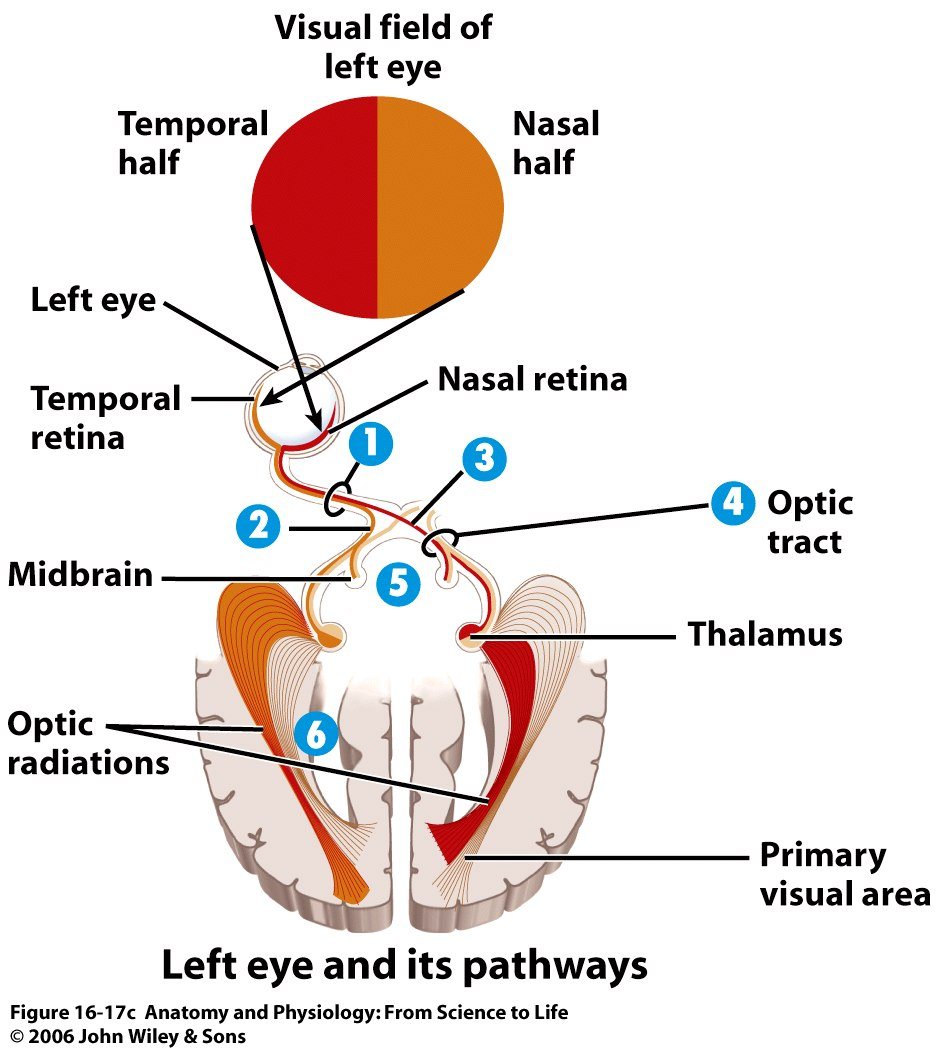 Visual field of
left eye
Temporal
half
Nasal
half
Left eye
Temporal
retina
Nasal retina
1
3
2
4 Optic
tract
Midbrain
5
Thalamus
Optic
radiations
6
Primary
visual area
Left eye and its pathways
Figure 16-17c Anatomy and Physiology: From Science to Life
© 2006 John Wiley & Sons